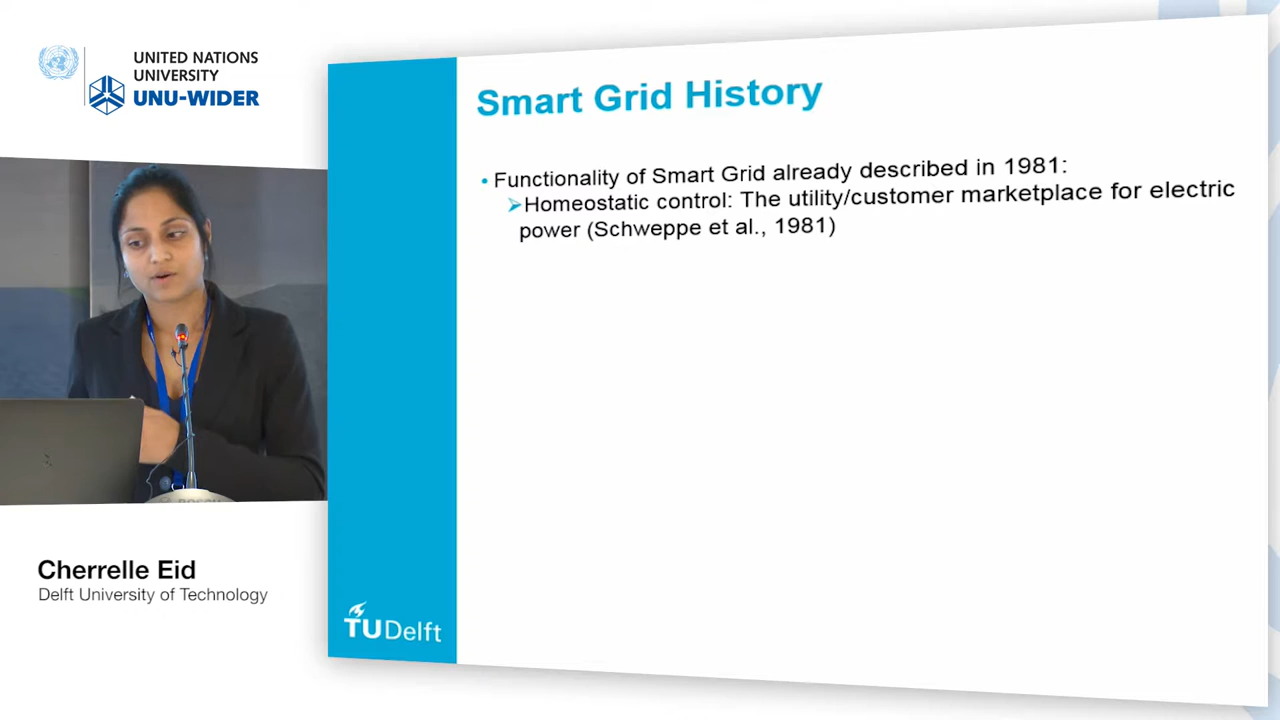 UNITED NATIONS
UNIVERSITY
UNU-WIDER
Smart Grid History
• Functionality of Smart Grid already described in 1981:
➢Homeostatic control: The utility/customer marketplace for electric
power (Schweppe et al., 1981)
BOSCH
Cherrelle Eid
Delft University of Technology
TUDelft